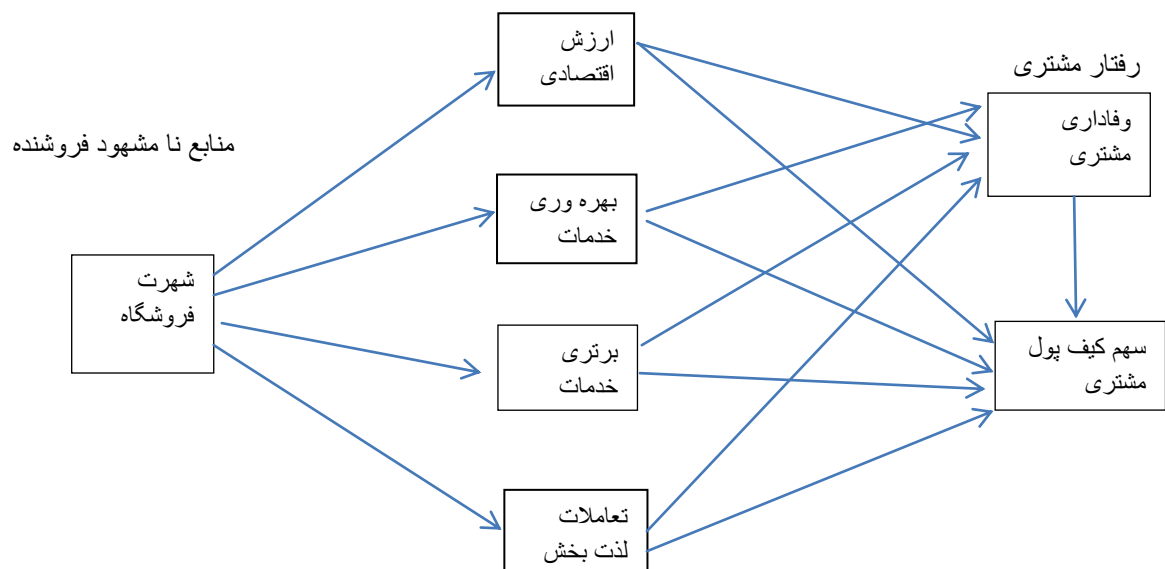 ارزش
اقتصادی
رفتار مشتری
وفاداری
مشتری
منابع نا مشهود فروشنده
بهره وری
خدمات
شهرت
فروشگاه
برتری
خدمات
سهم کیف پول
مشتری
تعاملات
لذت بخش